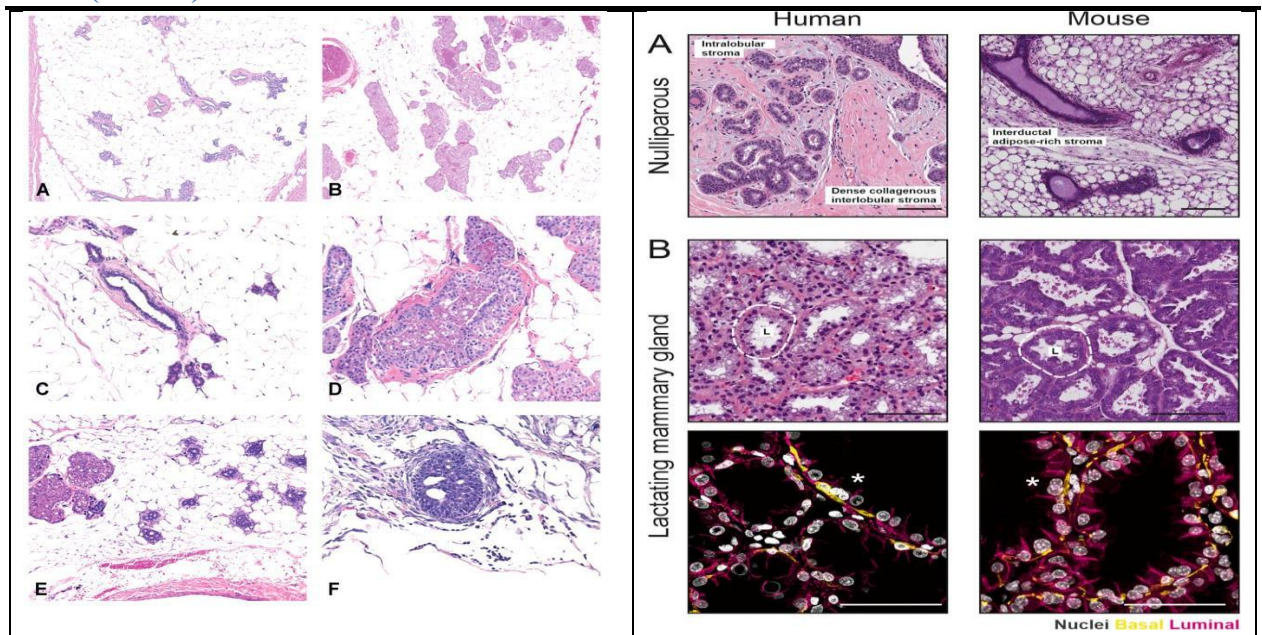 A
B
C
D
E
F
Human
Mouse
A
Nulliparous
Intralobular
stroma
Dense collagenous
interlobular stroma
Interductal
adipose-rich stroma
B
Lactating mammary gland
L
L
*
*
Nuclei Basal Luminal